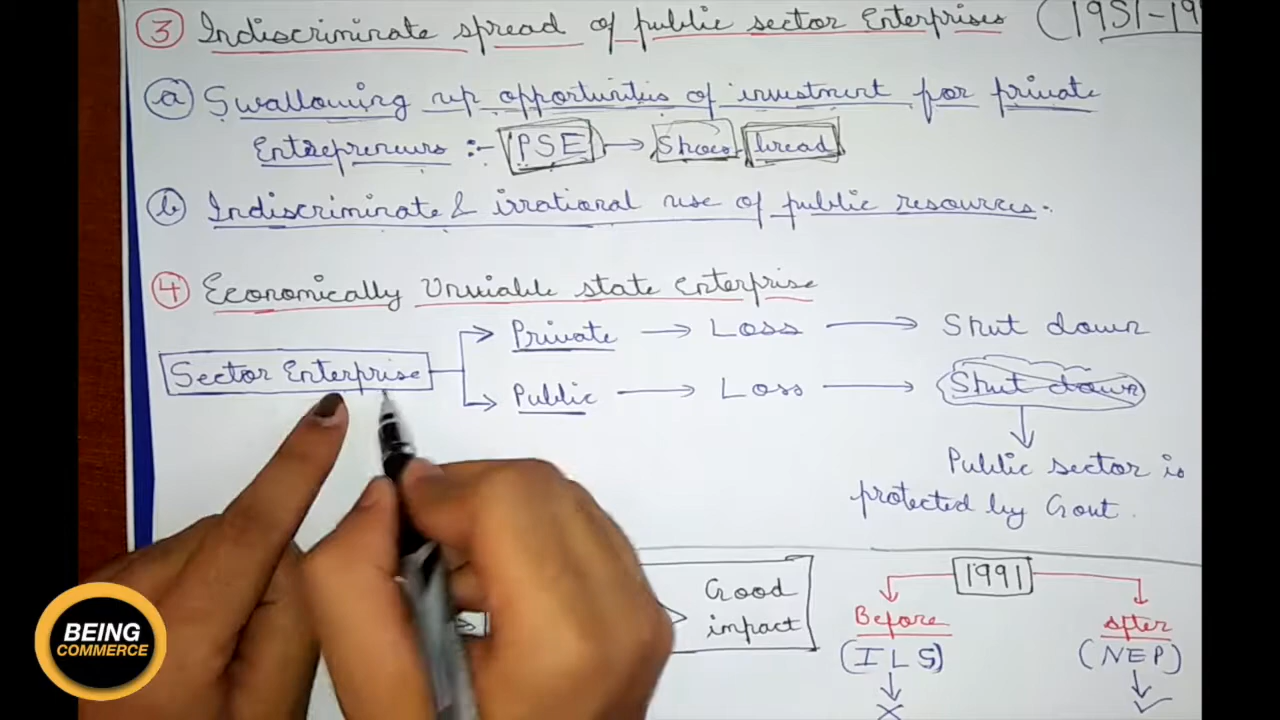 ③ Indiscriminate spread of public sector Enterprises (1951-19
ⓐ Swallowing up opportunities of investment for private
Entrepreneurs :- PSE → Shoes bread
ⓑ Indiscriminate & irrational use of public resources.
④ Economically Unviable state Enterprise
Sector Enterprise
Private → Loss → Shut down
Public → Loss → Shut down
Public sector is
protected by Govt.
Good
impact
1991
Before
(ILS)
After
(NEP)
BEING
COMMERCE